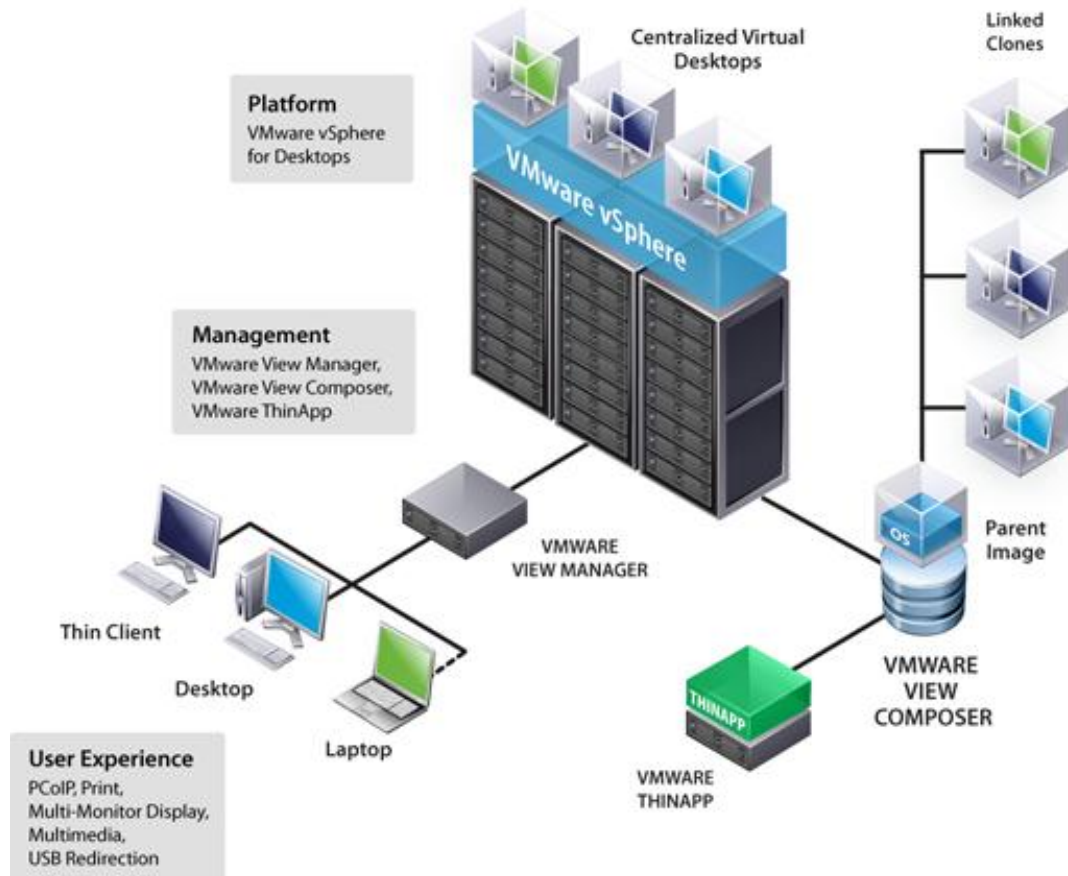 Centralized Virtual
Desktops
Linked
Clones
Platform
VMware vSphere
for Desktops
VMware vSphere
Management
VMware View Manager,
VMware View Composer,
VMware ThinApp
VMWARE
VIEW MANAGER
OS
Parent
Image
Thin Client
Desktop
Laptop
THINAPP
VMWARE
THINAPP
VMWARE
VIEW
COMPOSER
User Experience
PCoIP, Print,
Multi-Monitor Display,
Multimedia,
USB Redirection